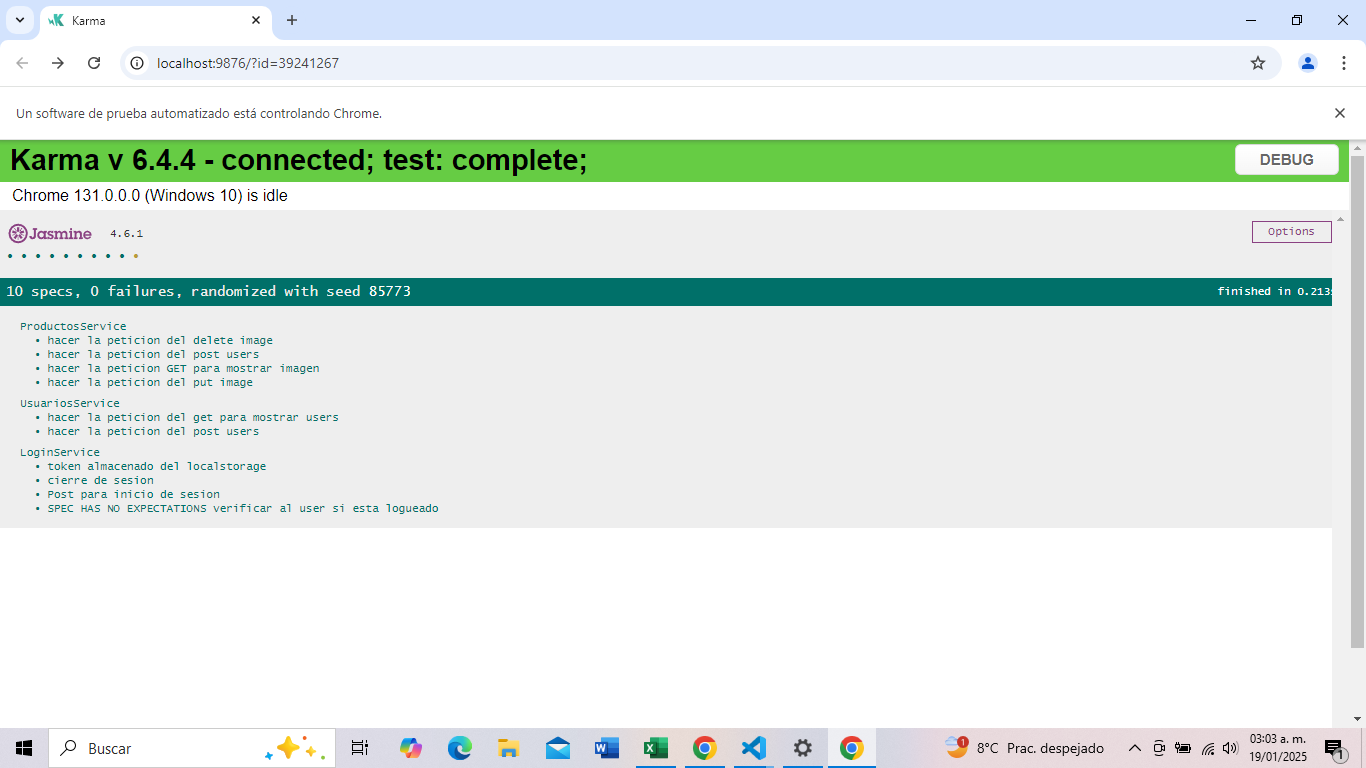 Karma
localhost:9876/?id=39241267
Un software de prueba automatizado está controlando Chrome.
Karma v 6.4.4 - connected; test: complete;
DEBUG
Chrome 131.0.0.0 (Windows 10) is idle
Jasmine 4.6.1
Options
10 specs, 0 failures, randomized with seed 85773
finished in 0.213s
ProductosService
• hacer la peticion del delete image
• hacer la peticion del post users
• hacer la peticion GET para mostrar imagen
• hacer la peticion del put image
UsuariosService
• hacer la peticion del get para mostrar users
• hacer la peticion del post users
LoginService
• token almacenado del localstorage
• cierre de sesion
• Post para inicio de sesion
• SPEC HAS NO EXPECTATIONS verificar al user si esta logueado
Buscar
1
8°C Prac. despejado
03:03 a. m.
19/01/2025
1